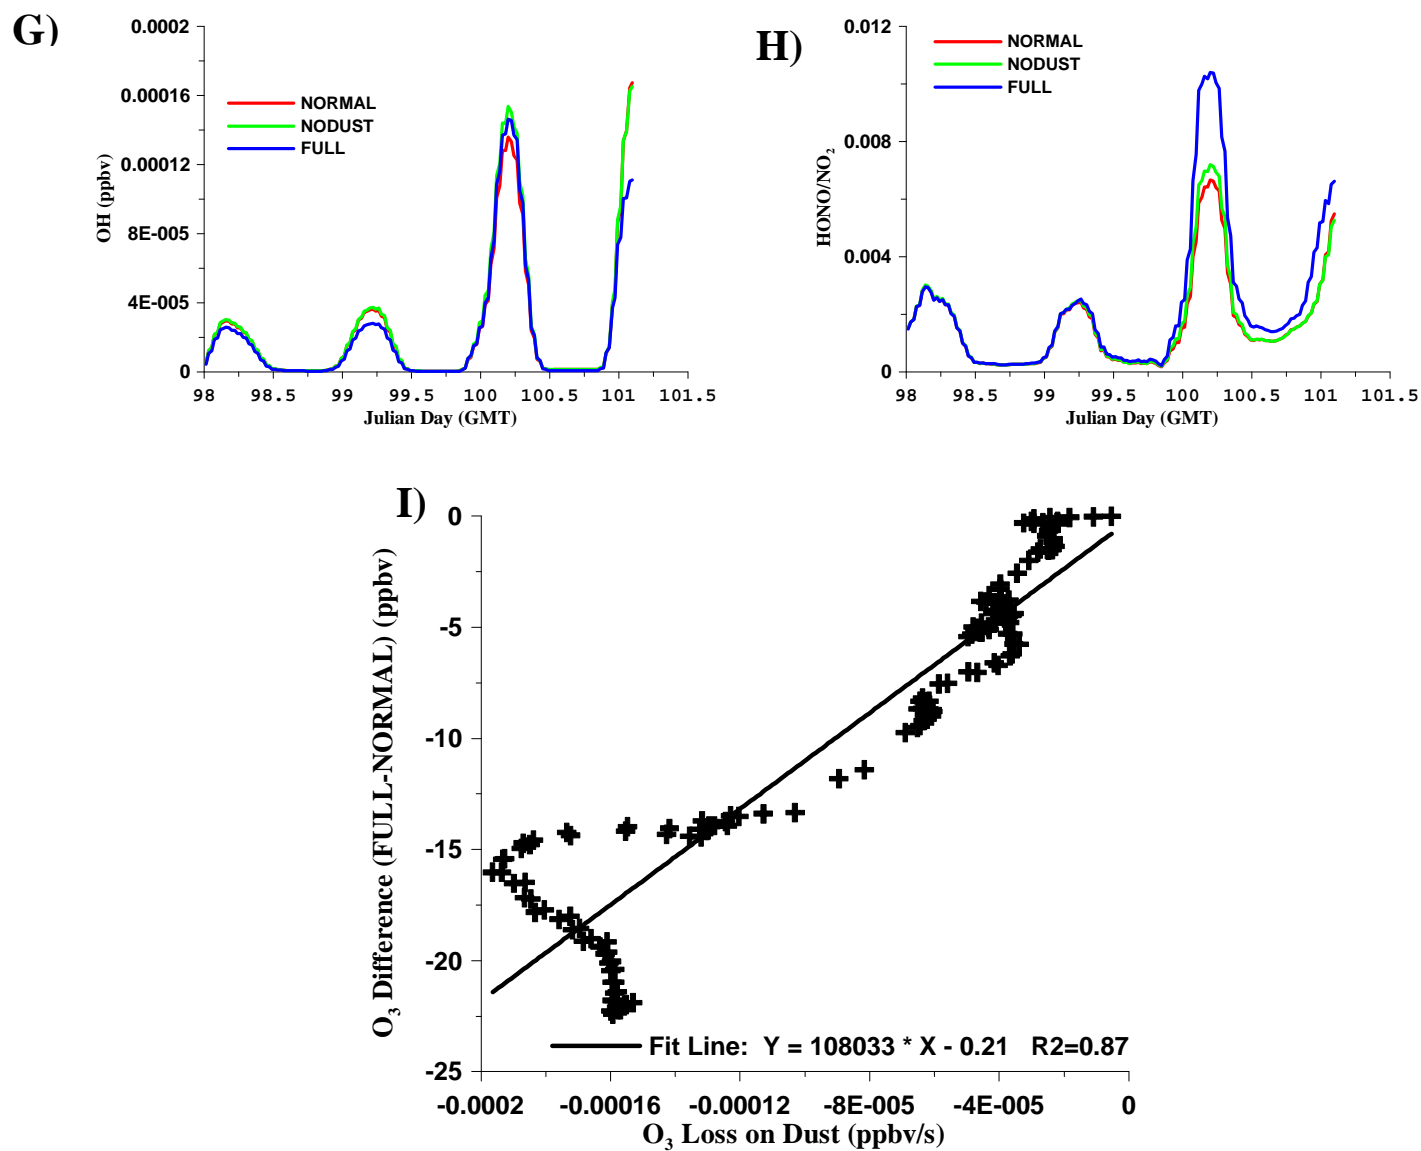 G)
OH (ppbv)
0.0002
0.00016
0.00012
8E-005
4E-005
0
NORMAL
NODUST
FULL
98 98.5 99 99.5 100 100.5 101 101.5
Julian Day (GMT)
H)
HONO/NO₂
0.012
0.008
0.004
0
NORMAL
NODUST
FULL
98 98.5 99 99.5 100 100.5 101 101.5
Julian Day (GMT)
I)
O₃ Difference (FULL-NORMAL) (ppbv)
0
-5
-10
-15
-20
-25
Fit Line: Y = 108033 * X - 0.21 R2=0.87
-0.0002 -0.00016 -0.00012 -8E-005 -4E-005 0
O₃ Loss on Dust (ppbv/s)